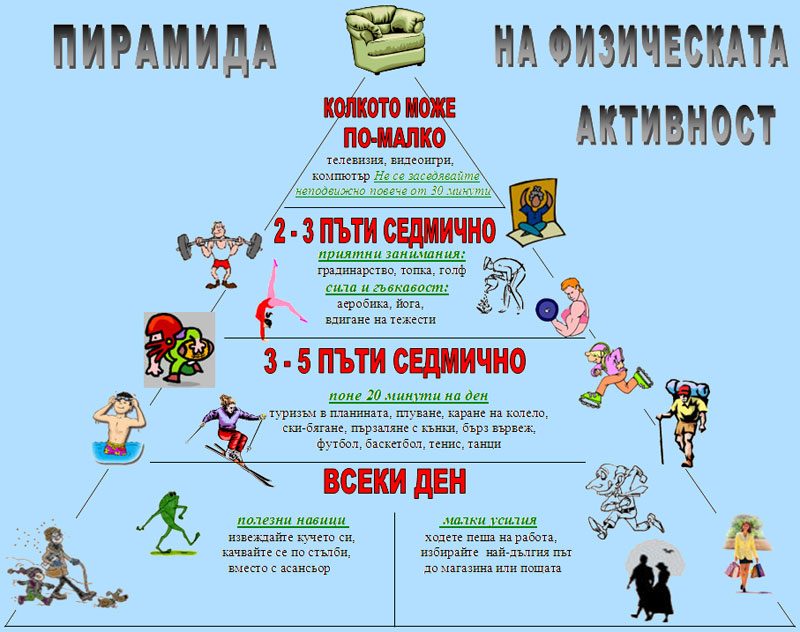 ПИРАМИДА
НА ФИЗИЧЕСКАТА
АКТИВНОСТ
КОЛКОТО МОЖЕ
ПО-МАЛКО
телевизия, видеоигри,
компютър Не се заседявайте
неподвижно повече от 30 минути
2 - 3 ПЪТИ СЕДМИЧНО
приятни занимания:
градинарство, топка, голф
сила и гъвкавост:
аеробика, йога,
вдигане на тежести
3 - 5 ПЪТИ СЕДМИЧНО
поне 20 минути на ден
туризъм в планината, плуване, каране на колело,
ски-бягане, пързаляне с кънки, бърз вървеж,
футбол, баскетбол, тенис, танци
ВСЕКИ ДЕН
полезни навици
извеждайте кучето си,
качвайте се по стълби,
вместо с асансьор
малки усилия
ходете пеша на работа,
избирайте най-дългия път
до магазина или пощата